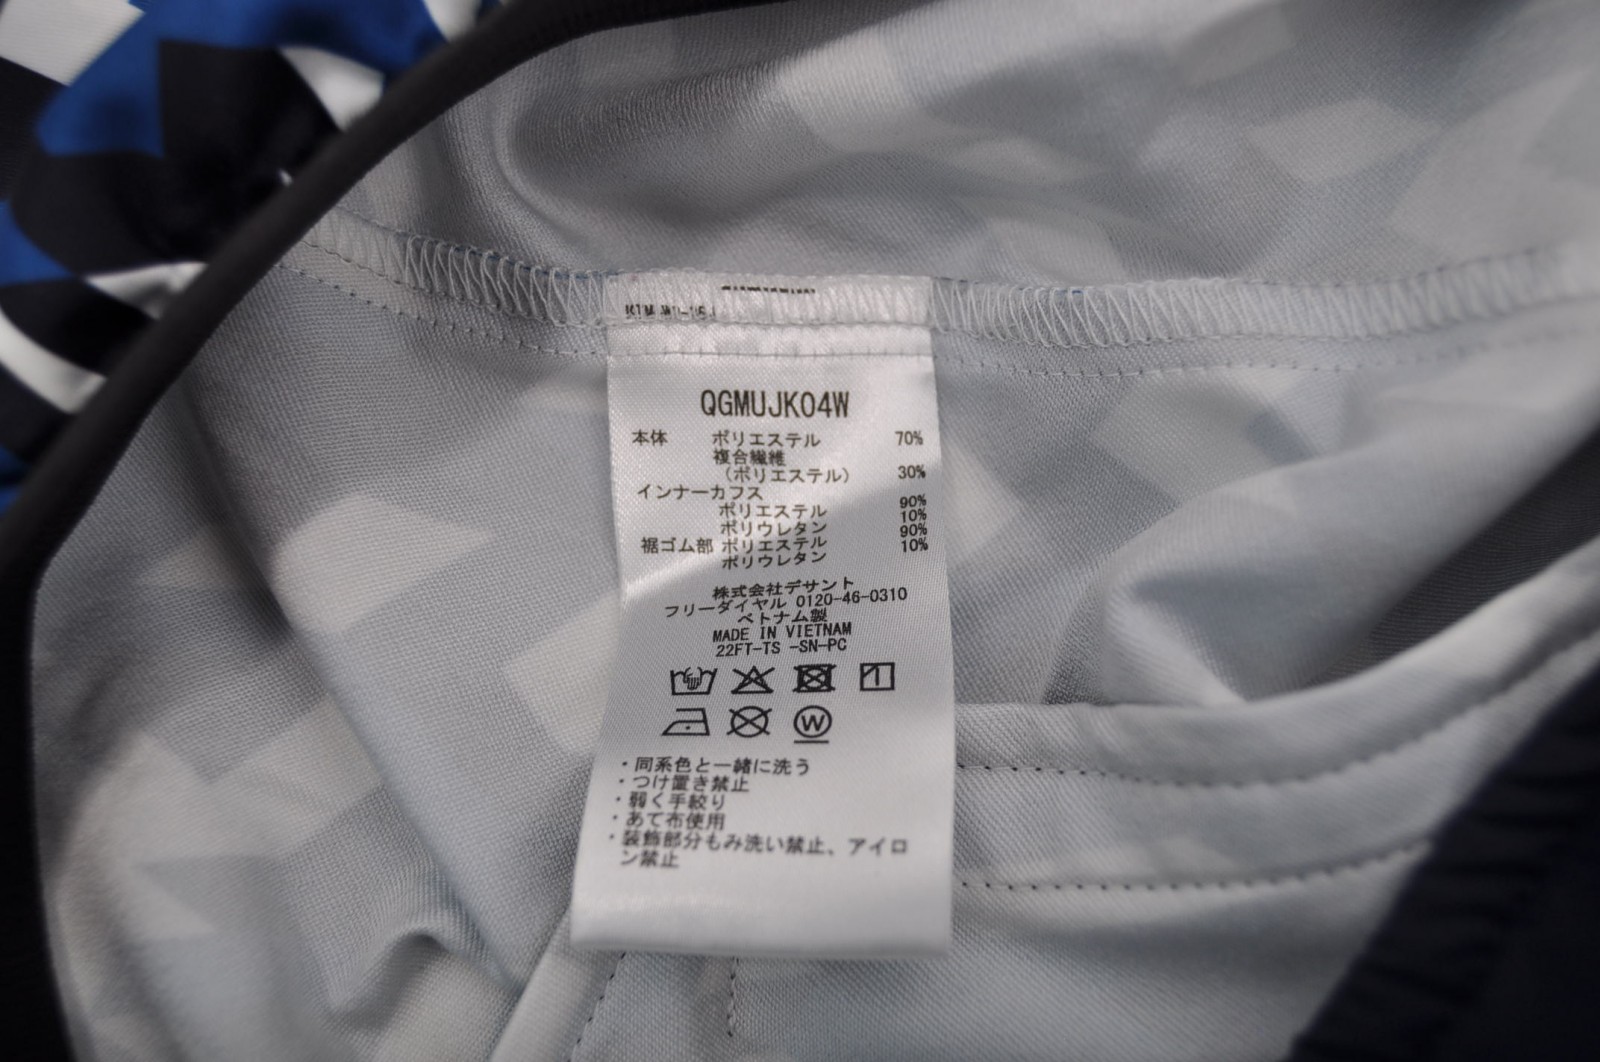 QGMUJK04W
本体 ポリエステル 70%
複合繊維
(ポリエステル) 30%
インナーカフス
ポリエステル 90%
ポリウレタン 10%
裾ゴム部 ポリエステル 90%
ポリウレタン 10%
株式会社デサント
フリーダイヤル 0120-46-0310
ベトナム製
MADE IN VIETNAM
22FT-TS -SN-PC
W
・同系色と一緒に洗う
・つけ置き禁止
・弱く手絞り
・あて布使用
・装飾部分もみ洗い禁止、アイロ
ン禁止